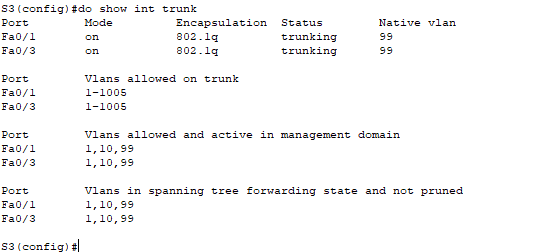 S3(config)#do show int trunk
Port        Mode         Encapsulation  Status        Native vlan
Fa0/1       on           802.1q         trunking      99
Fa0/3       on           802.1q         trunking      99

Port        Vlans allowed on trunk
Fa0/1       1-1005
Fa0/3       1-1005

Port        Vlans allowed and active in management domain
Fa0/1       1,10,99
Fa0/3       1,10,99

Port        Vlans in spanning tree forwarding state and not pruned
Fa0/1       1,10,99
Fa0/3       1,10,99

S3(config)#